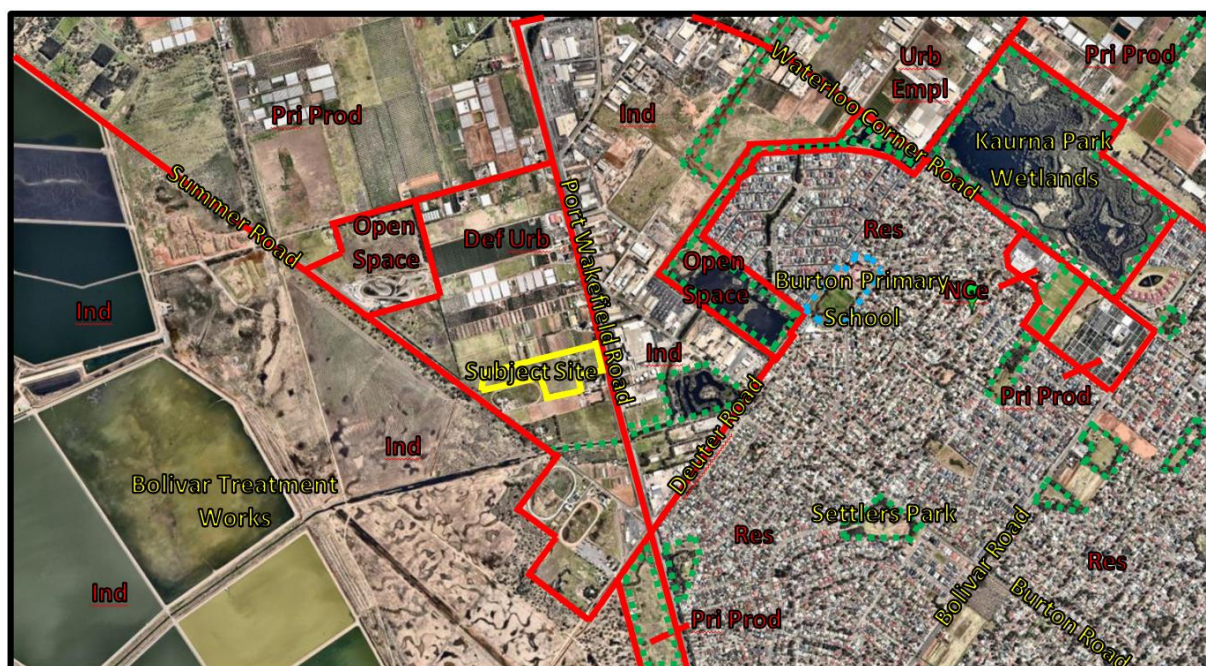 Pri Prod
Urb
Empl
Pri Prod
Ind
Waterloo Corner Road
Kaurna Park
Wetlands
Summer Road
Port Wakefield Road
Open
Space
Def Urb
Res
Open
Space
Burton Primary
School
NCe
Ind
Ind
Subject Site
Pri Prod
Deuter Road
Ind
Bolivar Treatment
Works
Settlers Park
Res
Bolivar Road
Res
Burton Road
Ind
Pri Prod